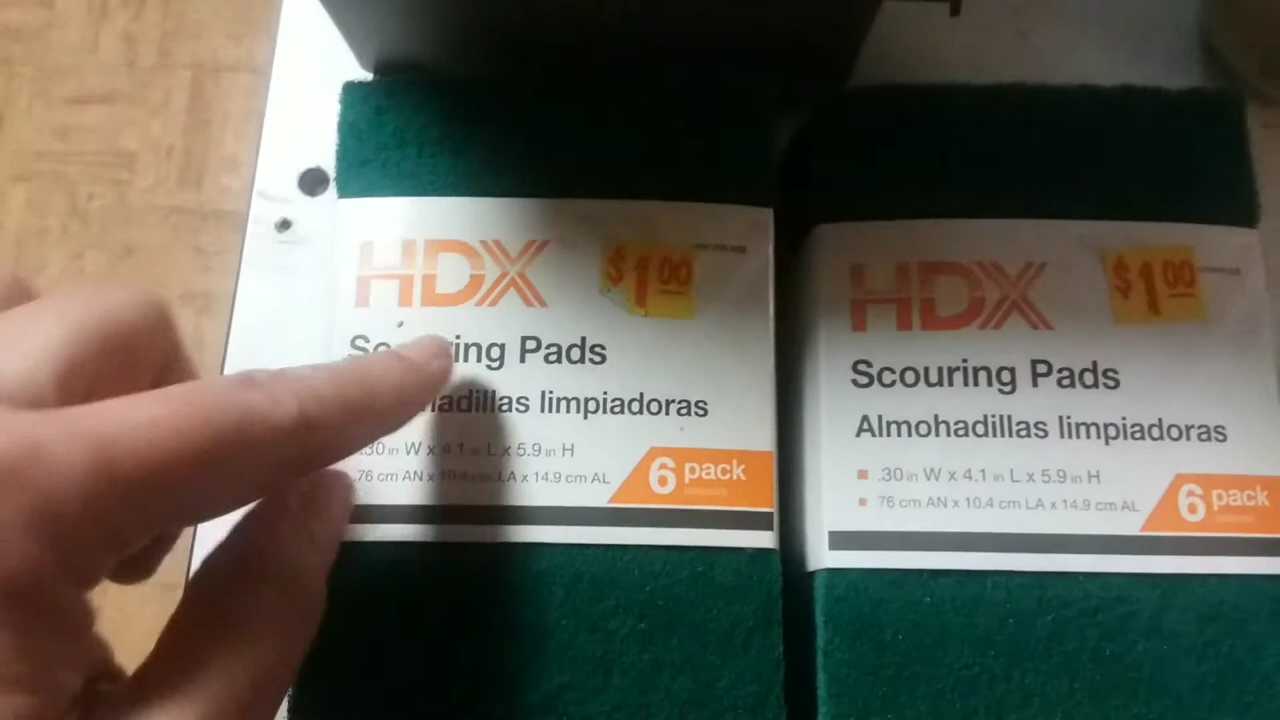 HDX
$1.00
Scouring Pads
limpiadoras
.30 in W x 4.1 in L x 5.9 in H
.76 cm AN x 10.4 cm LA x 14.9 cm AL
6 pack
HDX
$1.00
Scouring Pads
Almohadillas limpiadoras
.30 in W x 4.1 in L x 5.9 in H
.76 cm AN x 10.4 cm LA x 14.9 cm AL
6 pack